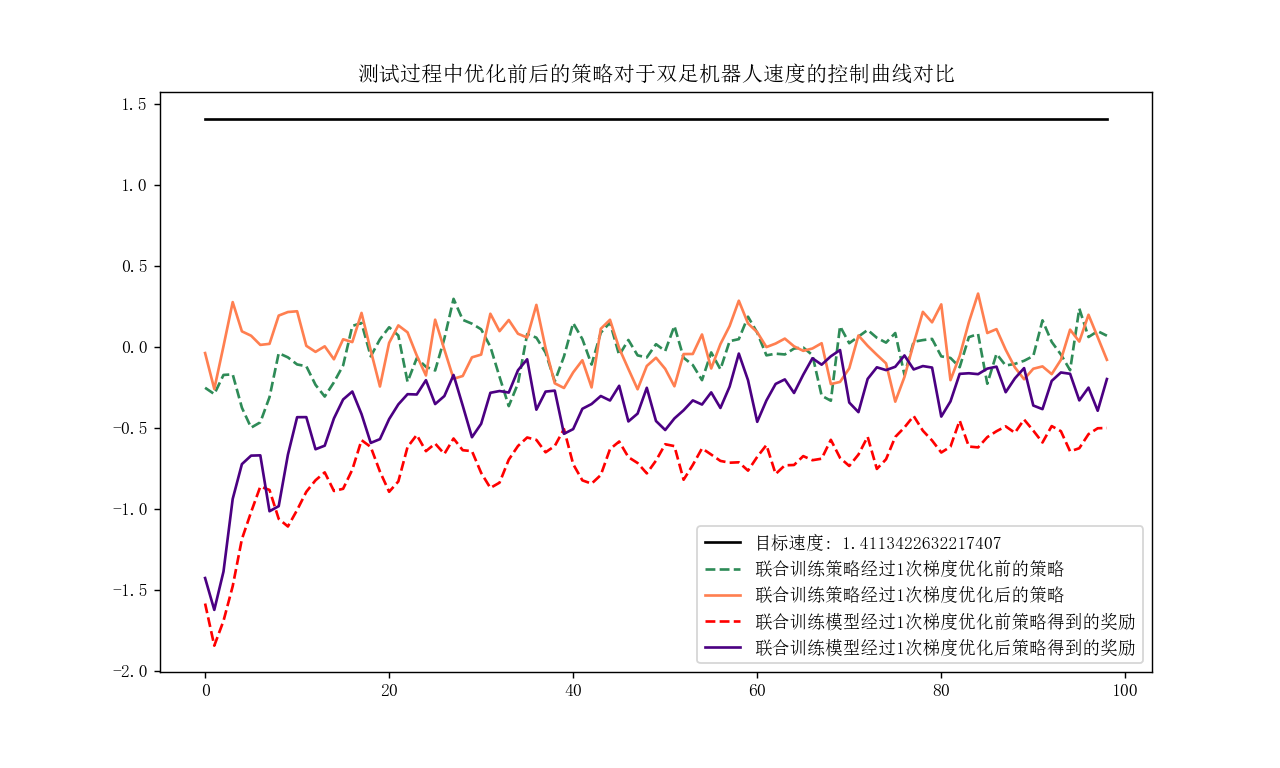 测试过程中优化前后的策略对于双足机器人速度的控制曲线对比
1.5
1.0
0.5
0.0
−0.5
−1.0
−1.5
−2.0
目标速度: 1.4113422632217407
联合训练策略经过1次梯度优化前的策略
联合训练策略经过1次梯度优化后的策略
联合训练模型经过1次梯度优化前策略得到的奖励
联合训练模型经过1次梯度优化后策略得到的奖励
0 20 40 60 80 100